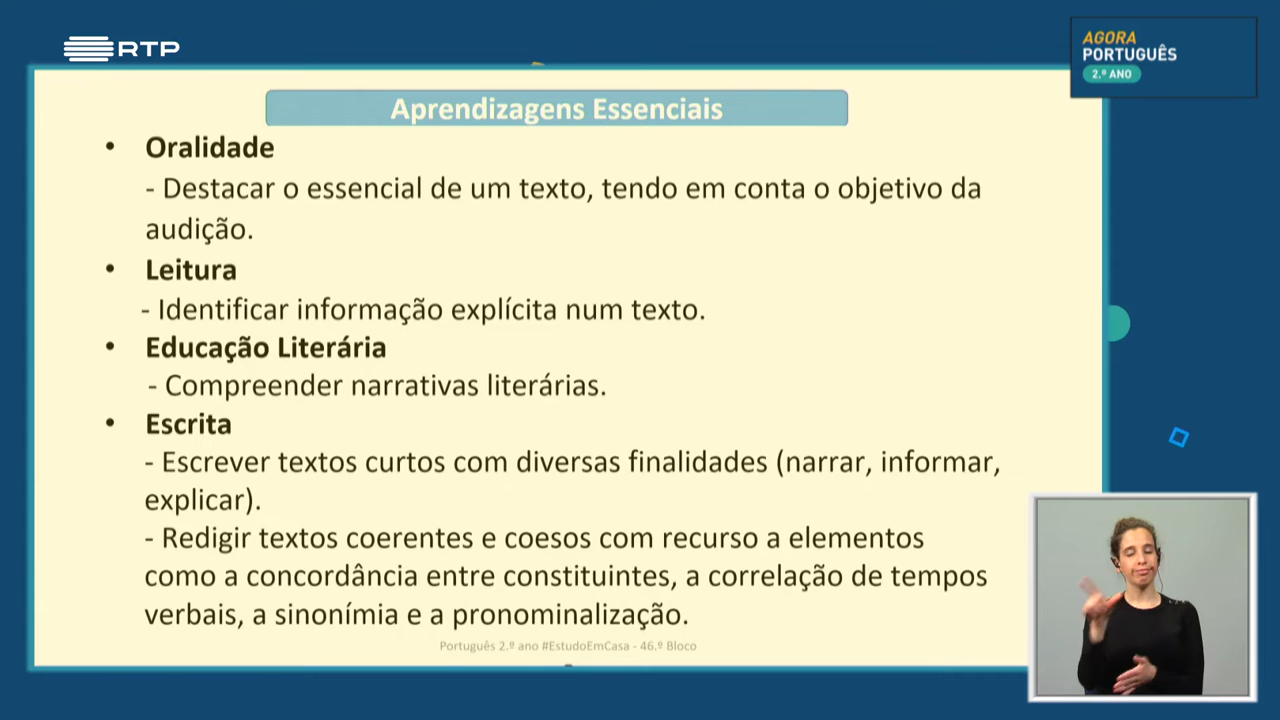 RTP
AGORA
PORTUGUÊS
2.º ANO
Aprendizagens Essenciais
• Oralidade
- Destacar o essencial de um texto, tendo em conta o objetivo da
audição.
• Leitura
- Identificar informação explícita num texto.
• Educação Literária
- Compreender narrativas literárias.
• Escrita
- Escrever textos curtos com diversas finalidades (narrar, informar,
explicar).
- Redigir textos coerentes e coesos com recurso a elementos
como a concordância entre constituintes, a correlação de tempos
verbais, a sinonímia e a pronominalização.
Português 2.º ano #EstudoEmCasa - 46.º Bloco